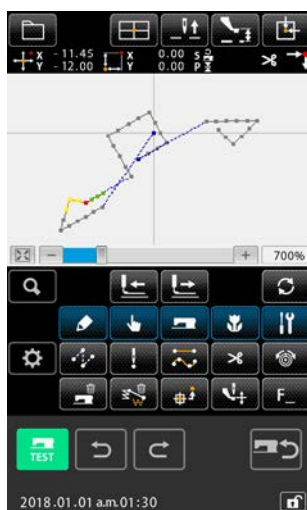 X - 11.45 X 0.00 S
Y - 12.00 Y 0.00 P
700%
F_
TEST
2018.01.01 a.m.01:30